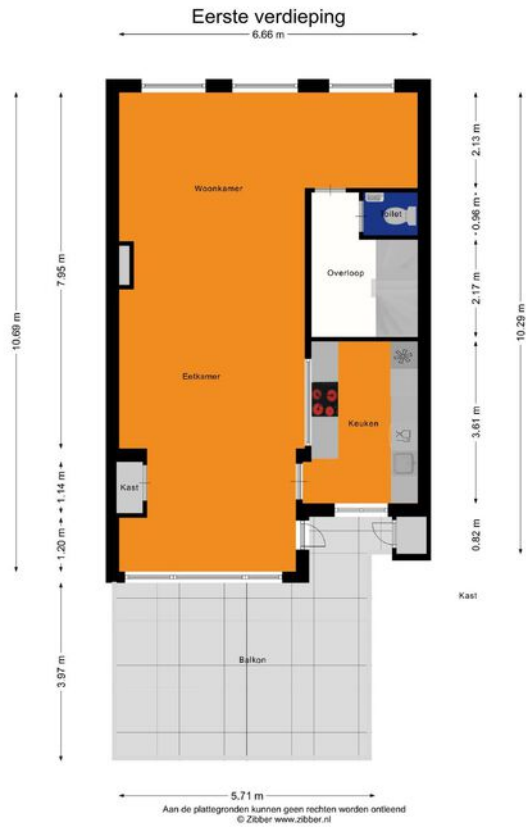 Eerste verdieping
6.66 m
Woonkamer
Toilet
Overloop
Eetkamer
Keuken
Kast
Kast
Balkon
10.69 m
7.95 m
1.14 m
1.20 m
3.97 m
2.13 m
0.96 m
2.17 m
3.61 m
0.82 m
10.29 m
5.71 m
Aan de plattegronden kunnen geen rechten worden ontleend
© Zibber www.zibber.nl